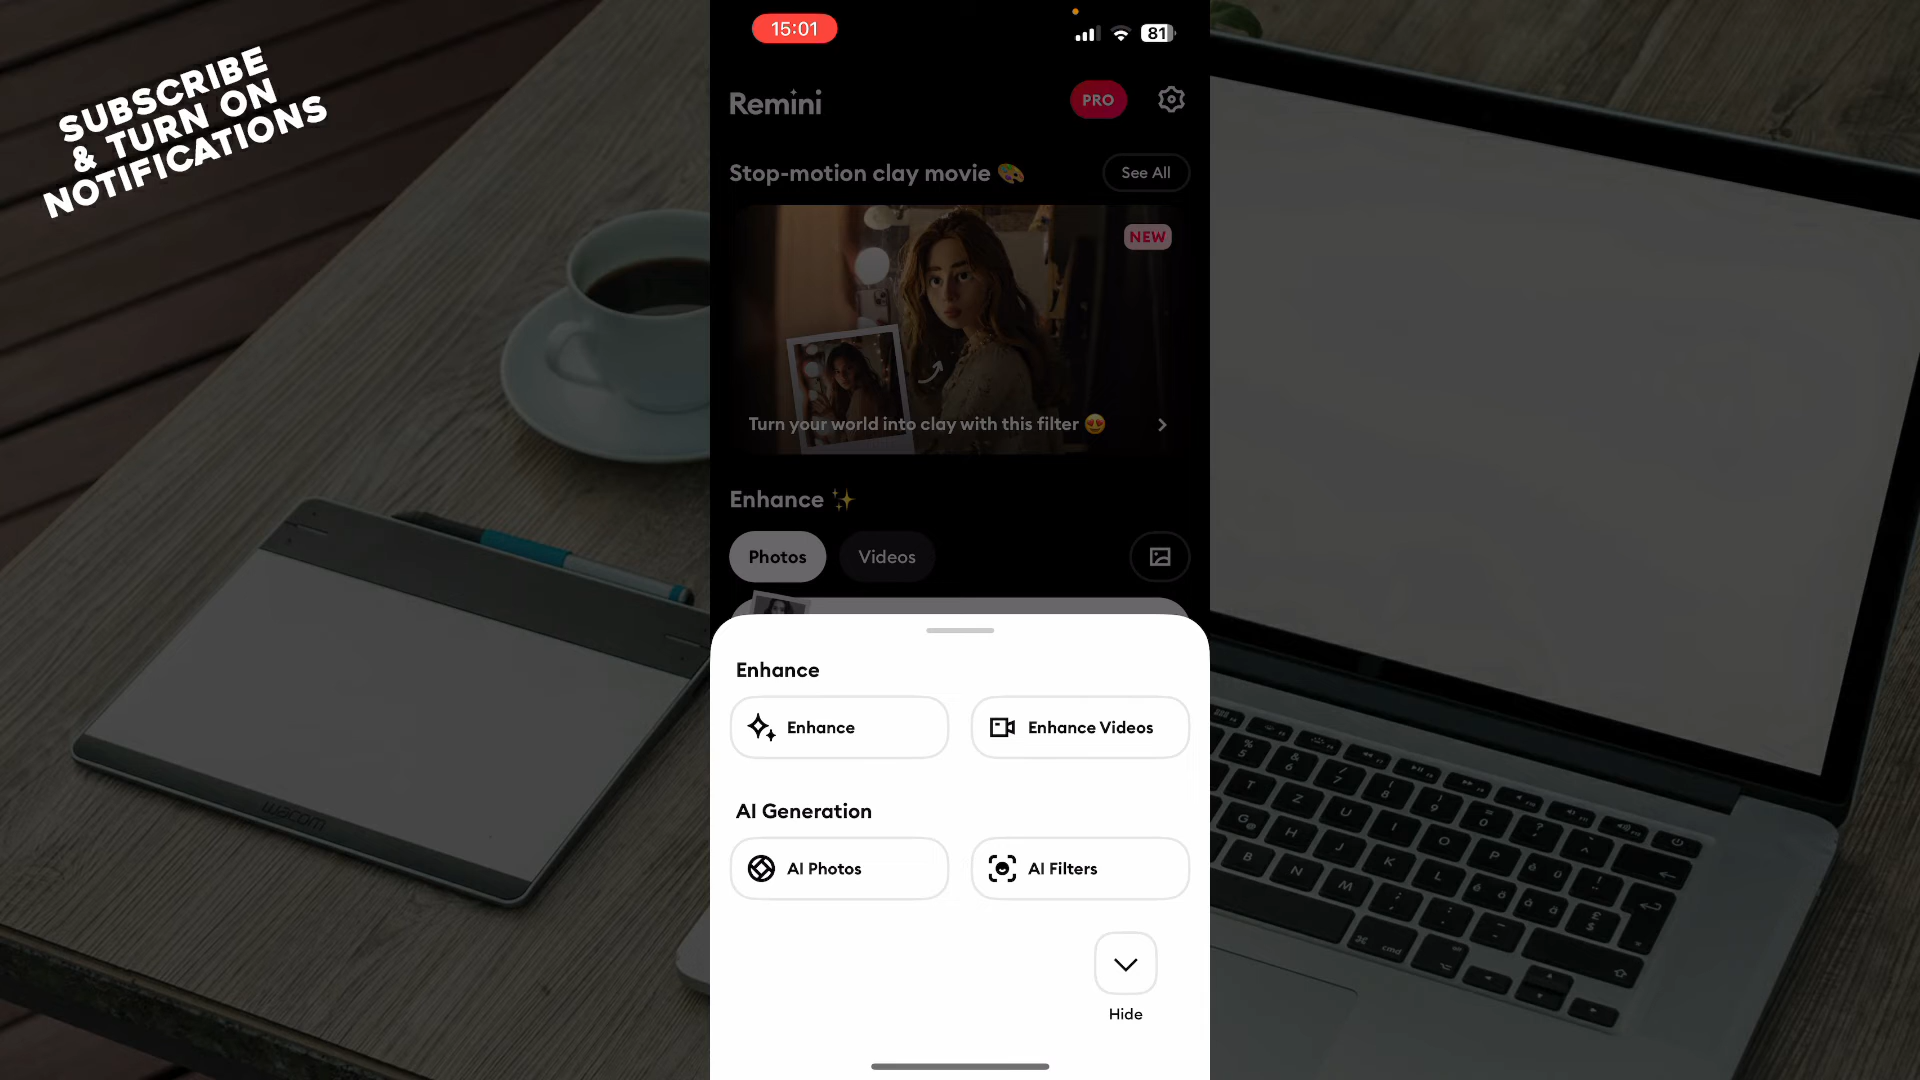 SUBSCRIBE
& TURN ON
NOTIFICATIONS
15:01
81
Remini
PRO
Stop-motion clay movie 🎨
See All
NEW
Turn your world into clay with this filter 😍
Enhance ✨
Photos
Videos
Enhance
Enhance
Enhance Videos
AI Generation
AI Photos
AI Filters
Hide
wacom